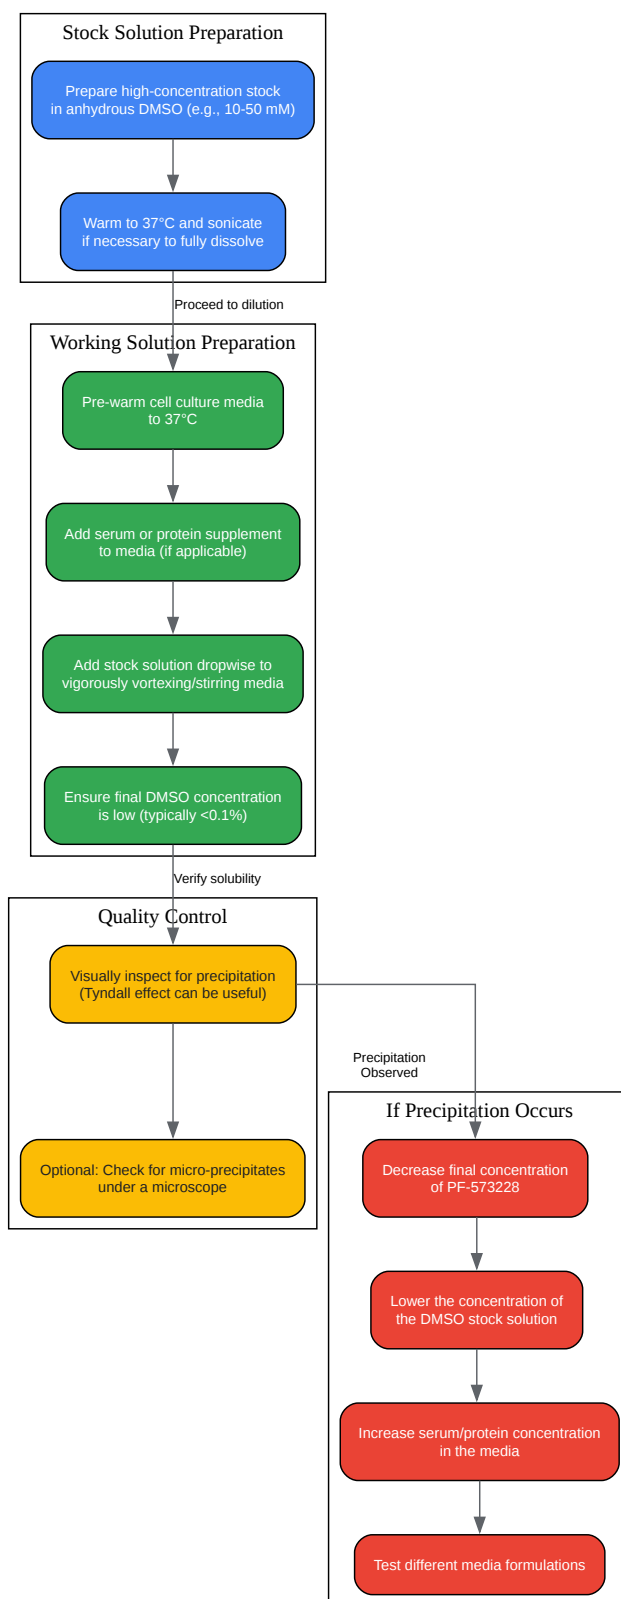 Stock Solution Preparation
Prepare high-concentration stock
in anhydrous DMSO (e.g., 10-50 mM)
Warm to 37°C and sonicate
if necessary to fully dissolve
Proceed to dilution
Working Solution Preparation
Pre-warm cell culture media
to 37°C
Add serum or protein supplement
to media (if applicable)
Add stock solution dropwise to
vigorously vortexing/stirring media
Ensure final DMSO concentration
is low (typically <0.1%)
Verify solubility
Quality Control
Visually inspect for precipitation
(Tyndall effect can be useful)
Optional: Check for micro-precipitates
under a microscope
Precipitation
Observed
If Precipitation Occurs
Decrease final concentration
of PF-573228
Lower the concentration of
the DMSO stock solution
Increase serum/protein concentration
in the media
Test different media formulations